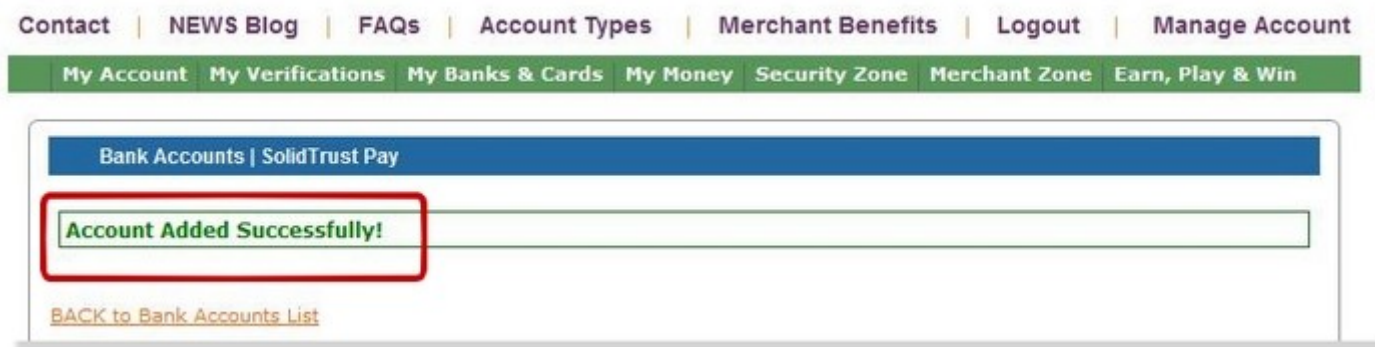 Contact | NEWS Blog | FAQs | Account Types | Merchant Benefits | Logout | Manage Account
My Account | My Verifications | My Banks & Cards | My Money | Security Zone | Merchant Zone | Earn, Play & Win
Bank Accounts | SolidTrust Pay
Account Added Successfully!
BACK to Bank Accounts List